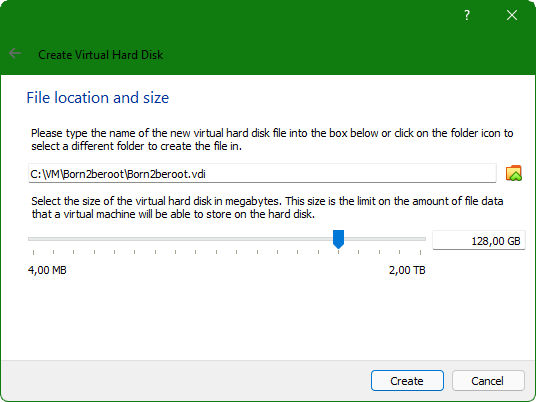 ?
Create Virtual Hard Disk
File location and size
Please type the name of the new virtual hard disk file into the box below or click on the folder icon to
select a different folder to create the file in.
C:\VM\Born2beroot\Born2beroot.vdi
Select the size of the virtual hard disk in megabytes. This size is the limit on the amount of file data
that a virtual machine will be able to store on the hard disk.
128,00 GB
4,00 MB
2,00 TB
Create
Cancel